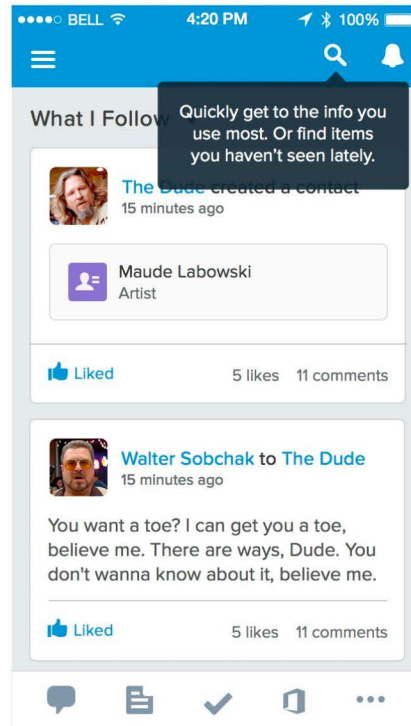 BELL 4:20 PM 100%
Quickly get to the info you
use most. Or find items
you haven't seen lately.
What I Follow
The Dude created a contact
15 minutes ago
Maude Labowski
Artist
Liked 5 likes 11 comments
Walter Sobchak to The Dude
15 minutes ago
You want a toe? I can get you a toe,
believe me. There are ways, Dude. You
don't wanna know about it, believe me.
Liked 5 likes 11 comments